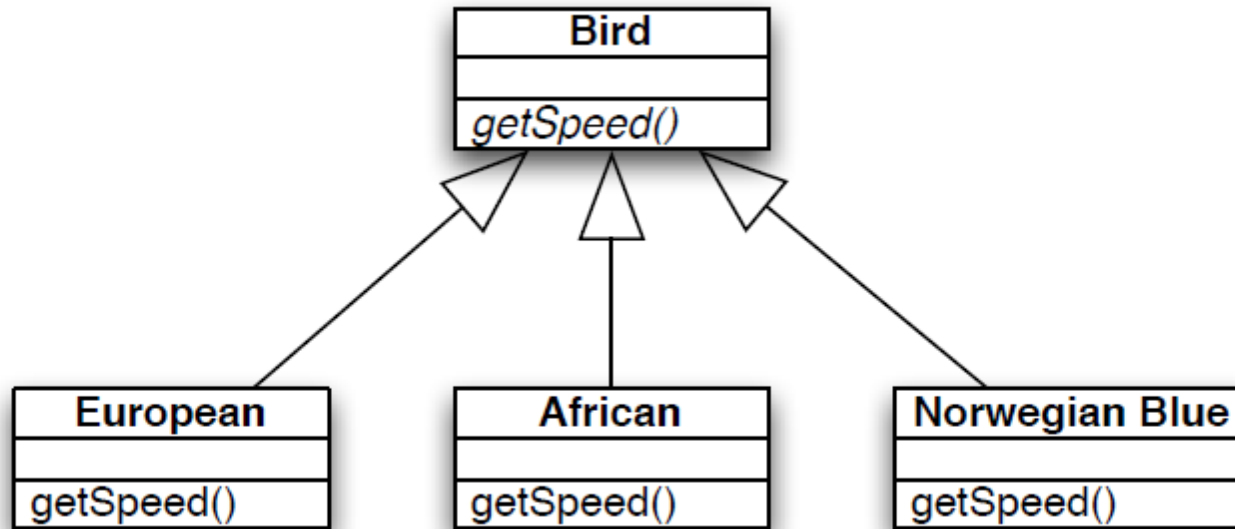 Bird
getSpeed()
European
getSpeed()
African
getSpeed()
Norwegian Blue
getSpeed()